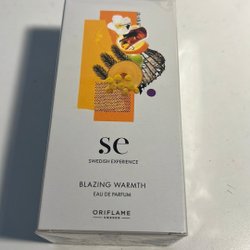 se
SWEDISH EXPERIENCE
BLAZING WARMTH
EAU DE PARFUM
ORIFLAME
SWEDEN